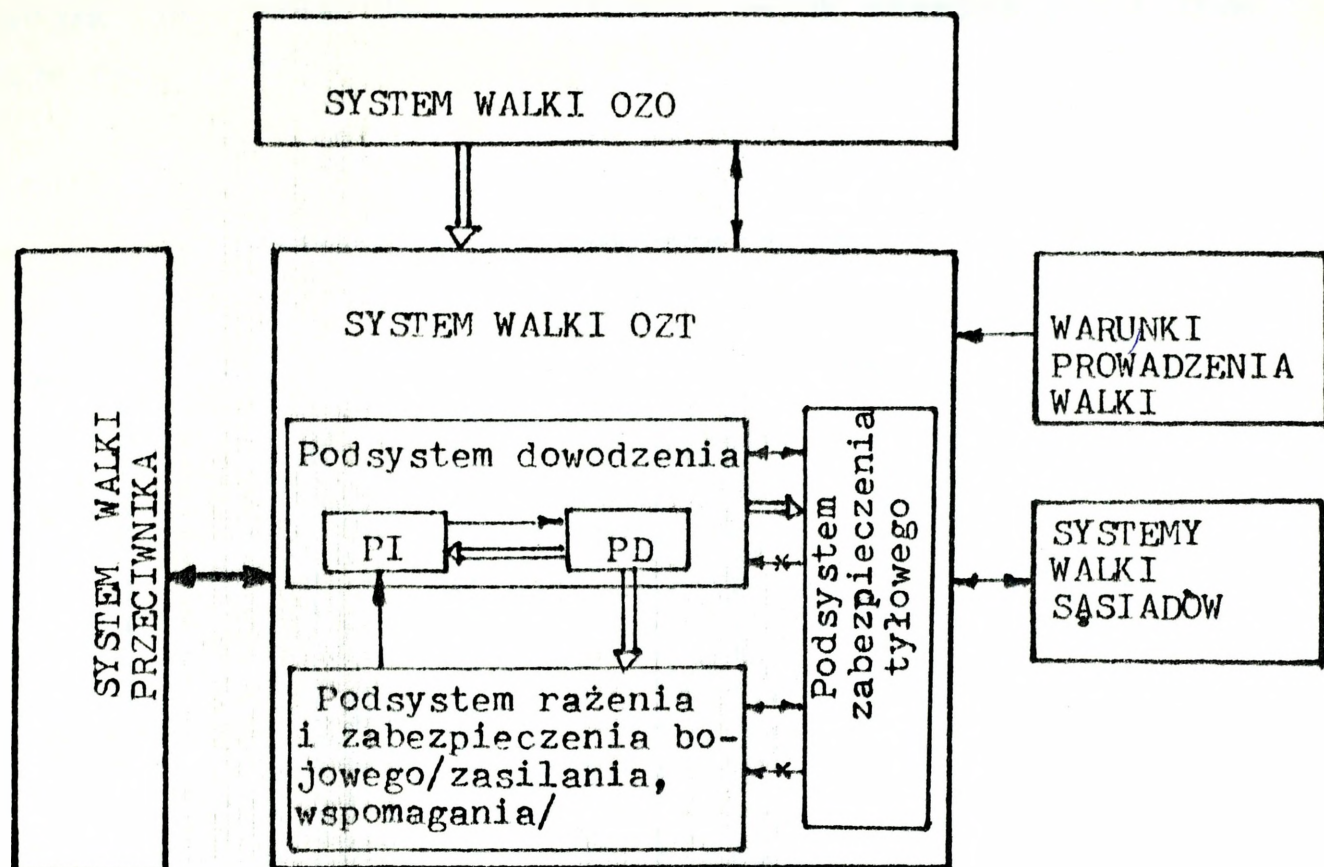 SYSTEM WALKI OZO
SYSTEM WALKI
PRZECIWNIKA
SYSTEM WALKI OZT
Podsystem dowodzenia
PI
PD
Podsystem rażenia
i zabezpieczenia bo-
jowego/zasilania,
wspomagania/
Podsystem
zabezpieczenia
tyłowego
WARUNKI
PROWADZENIA
WALKI
SYSTEMY
WALKI
SĄSIADÓW